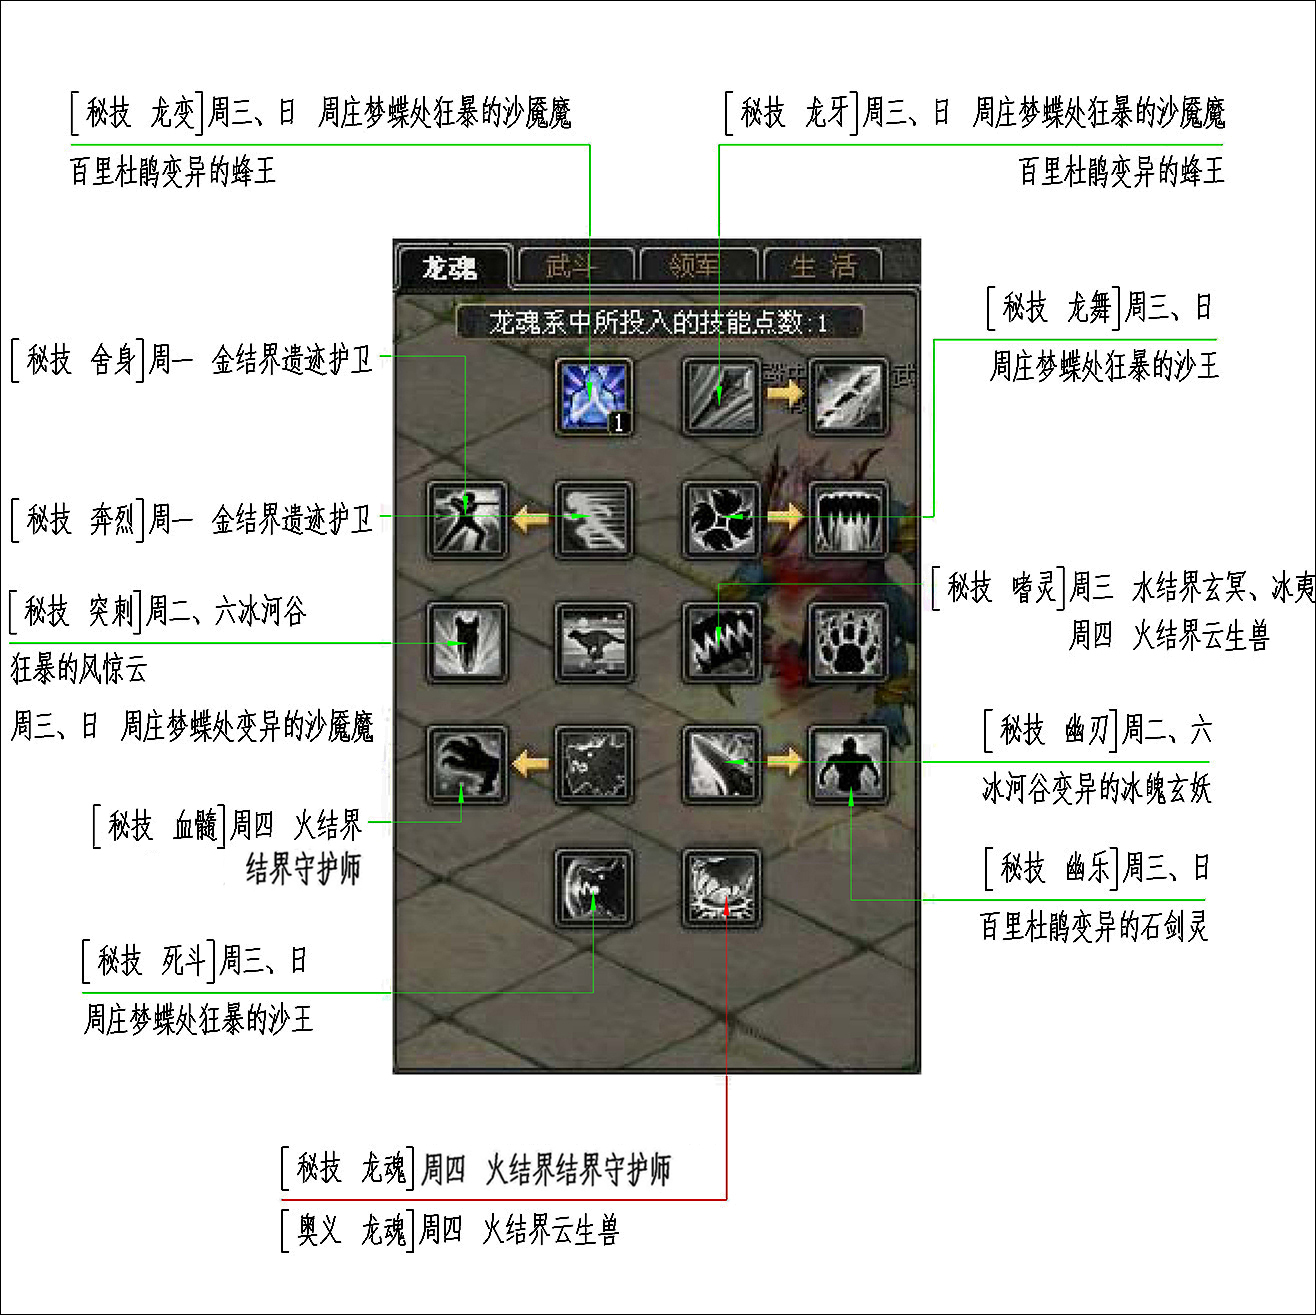 [秘技 龙变]周三、日 周庄梦蝶处狂暴的沙魇魔
百里杜鹃变异的蜂王
[秘技 龙牙]周三、日 周庄梦蝶处狂暴的沙魇魔
百里杜鹃变异的蜂王
龙魂 武斗 领军 生 活
龙魂系中所投入的技能点数:1
1
武
[秘技 舍身]周一 金结界遗迹护卫
[秘技 奔烈]周一 金结界遗迹护卫
[秘技 突刺]周二、六冰河谷
狂暴的风惊云
周三、日 周庄梦蝶处变异的沙魇魔
[秘技 血髓]周四 火结界
结界守护师
[秘技 死斗]周三、日
周庄梦蝶处狂暴的沙王
[秘技 龙舞]周三、日
周庄梦蝶处狂暴的沙王
[秘技 嗜灵]周三 水结界玄冥、冰夷
周四 火结界云生兽
[秘技 幽刃]周二、六
冰河谷变异的冰魄玄妖
[秘技 幽乐]周三、日
百里杜鹃变异的石剑灵
[秘技 龙魂]周四 火结界结界守护师
[奥义 龙魂]周四 火结界云生兽